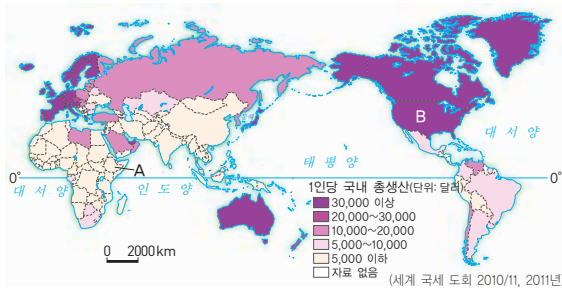 B
대 서 양
A
태 평 양
0°
0°
대 서 양
인 도 양
1인당 국내 총생산(단위: 달러)
30,000 이상
20,000~30,000
10,000~20,000
5,000~10,000
5,000 이하
자료 없음
0 2000 km
(세계 국세 도회 2010/11, 2011년)